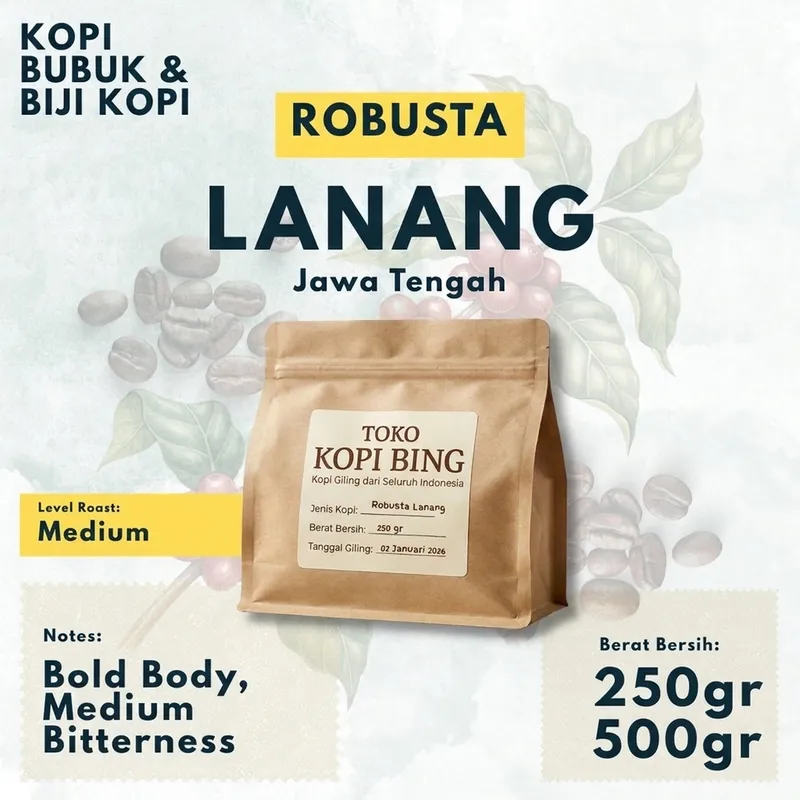 KOPI
BUBUK &
BIJI KOPI
ROBUSTA
LANANG
Jawa Tengah
TOKO
KOPI BING
Kopi Giling dari Seluruh Indonesia
Jenis Kopi: Robusta Lanang
Berat Bersih: 250 gr
Tanggal Giling: 02 Januari 2026
Level Roast:
Medium
Notes:
Bold Body,
Medium
Bitterness
Berat Bersih:
250gr
500gr